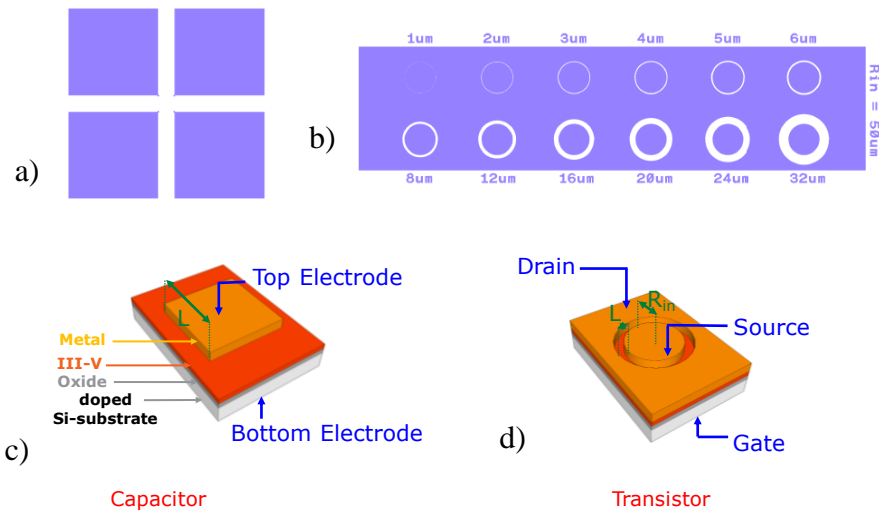 a)
b)
1um 2um 3um 4um 5um 6um
8um 12um 16um 20um 24um 32um
Rin = 50um
c)
Top Electrode
L
Metal
III-V
Oxide
doped
Si-substrate
Bottom Electrode
Capacitor
d)
Drain
Rin
L
Source
Gate
Transistor